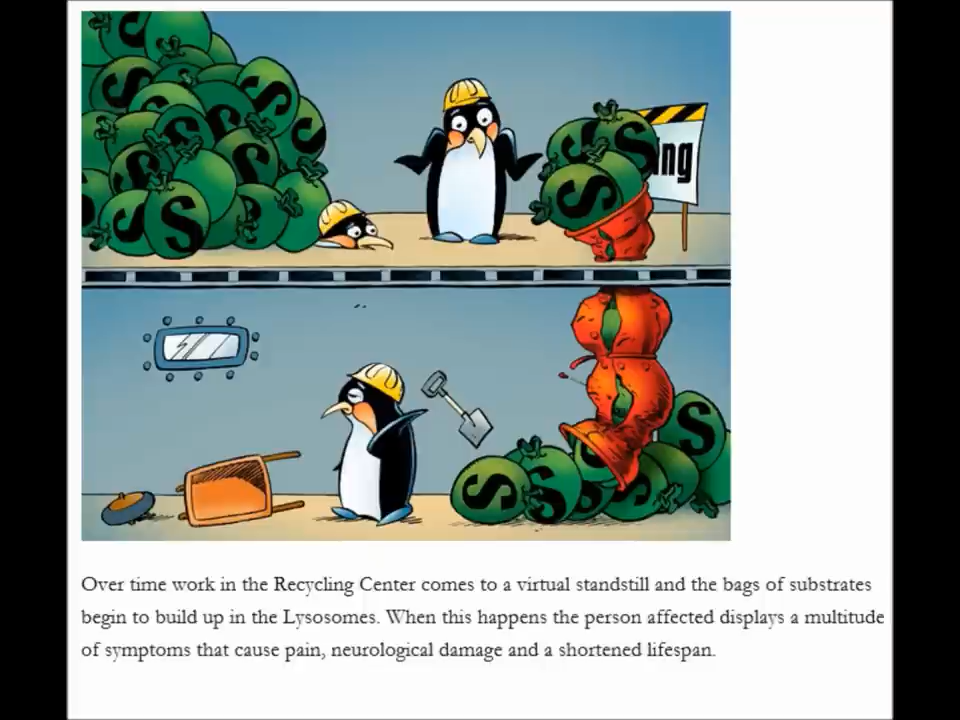 S S S S S S S S S
ing
S S S S S
Over time work in the Recycling Center comes to a virtual standstill and the bags of substrates
begin to build up in the Lysosomes. When this happens the person affected displays a multitude
of symptoms that cause pain, neurological damage and a shortened lifespan.